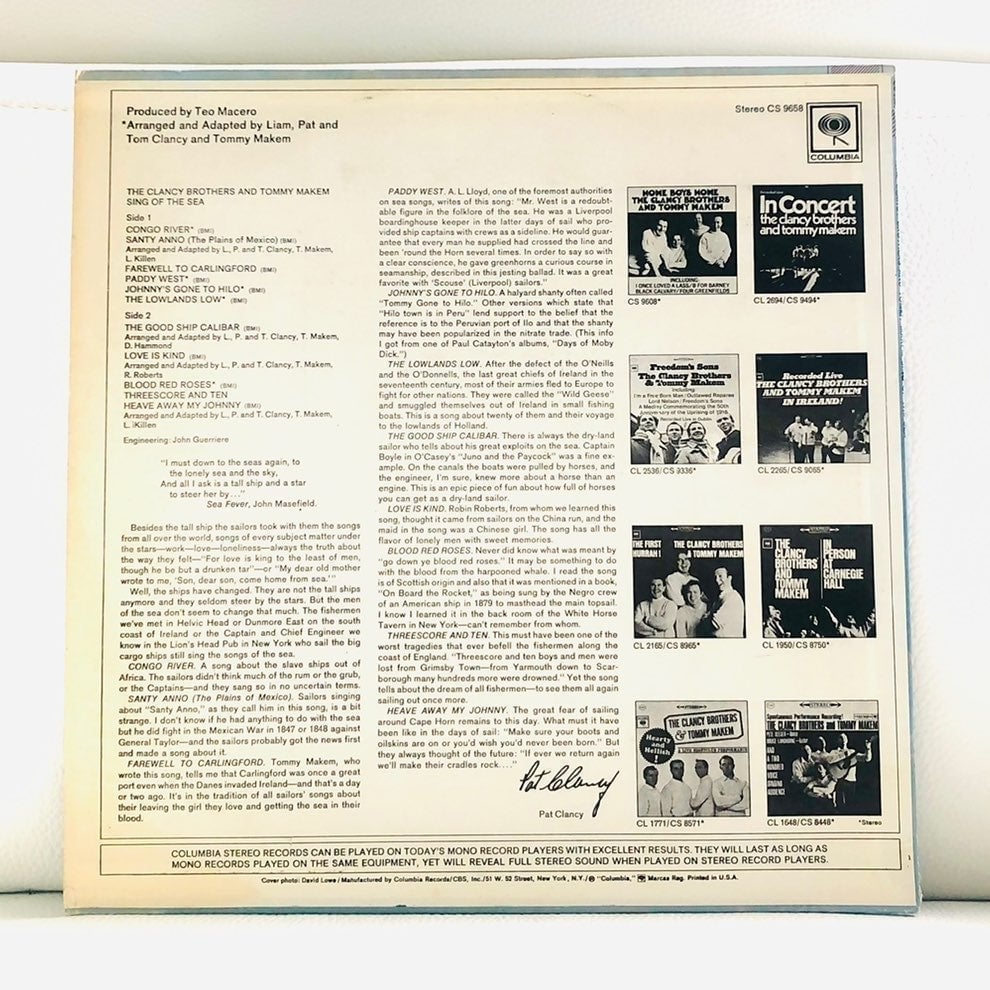 Produced by Teo Macero
*Arranged and Adapted by Liam, Pat and
Tom Clancy and Tommy Makem
Stereo CS 9658
COLUMBIA
THE CLANCY BROTHERS AND TOMMY MAKEM
SING OF THE SEA
Side 1
CONGO RIVER* (BMI)
SANTY ANNO (The Plains of Mexico) (BMI)
Arranged and Adapted by L., P. and T. Clancy, T. Makem,
L. Killen
FAREWELL TO CARLINGFORD (BMI)
PADDY WEST* (BMI)
JOHNNY'S GONE TO HILO* (BMI)
THE LOWLANDS LOW* (BMI)
Side 2
THE GOOD SHIP CALIBAR (BMI)
Arranged and Adapted by L., P. and T. Clancy, T. Makem,
D. Hammond
LOVE IS KIND (BMI)
Arranged and Adapted by L., P. and T. Clancy, T. Makem,
R. Roberts
BLOOD RED ROSES* (BMI)
THREESCORE AND TEN
HEAVE AWAY MY JOHNNY (BMI)
Arranged and Adapted by L., P. and T. Clancy, T. Makem,
L. Killen
Engineering: John Guerriere
"I must down to the seas again, to
the lonely sea and the sky,
And all I ask is a tall ship and a star
to steer her by..."
Sea Fever, John Masefield.
Besides the tall ship the sailors took with them the songs
from all over the world, songs of every subject matter under
the stars—work—love—loneliness—always the truth about
the way they felt—"For love is king to the least of men,
though he be but a drunken tar"—or "My dear old mother
wrote to me, 'Son, dear son, come home from sea.'"
Well, the ships have changed. They are not the tall ships
anymore and they seldom steer by the stars. But the men
of the sea don't seem to change that much. The fishermen
we've met in Helvic Head or Dunmore East on the south
coast of Ireland or the Captain and Chief Engineer we
know in the Lion's Head Pub in New York who sail the big
cargo ships still sing the songs of the sea.
CONGO RIVER. A song about the slave ships out of
Africa. The sailors didn't think much of the rum or the grub,
or the Captains—and they sang so in no uncertain terms.
SANTY ANNO (The Plains of Mexico). Sailors singing
about "Santy Anno," as they call him in this song, is a bit
strange. I don't know if he had anything to do with the sea
but he did fight in the Mexican War in 1847 or 1848 against
General Taylor—and the sailors probably got the news first
and made a song about it.
FAREWELL TO CARLINGFORD. Tommy Makem, who
wrote this song, tells me that Carlingford was once a great
port even when the Danes invaded Ireland—and that's a day
or two ago. It's in the tradition of all sailors' songs about
their leaving the girl they love and getting the sea in their
blood.
PADDY WEST. A. L. Lloyd, one of the foremost authorities
on sea songs, writes of this song: "Mr. West is a redoubt-
able figure in the folklore of the sea. He was a Liverpool
boardinghouse keeper in the latter days of sail who pro-
vided ship captains with crews as a sideline. He would guar-
antee that every man he supplied had crossed the line and
been 'round the Horn several times. In order to say so with
a clear conscience, he gave greenhorns a curious course in
seamanship, described in this jesting ballad. It was a great
favorite with 'Scouse' (Liverpool) sailors."
JOHNNY'S GONE TO HILO. A halyard shanty often called
"Tommy Gone to Hilo." Other versions which state that
"Hilo town is in Peru" lend support to the belief that the
reference is to the Peruvian port of Ilo and that the shanty
may have been popularized in the nitrate trade. (This info
I got from one of Paul Catayton's albums, "Days of Moby
Dick.")
THE LOWLANDS LOW. After the defect of the O'Neills
and the O'Donnells, the last great chiefs of Ireland in the
seventeenth century, most of their armies fled to Europe to
fight for other nations. They were called the "Wild Geese"
and smuggled themselves out of Ireland in small fishing
boats. This is a song about twenty of them and their voyage
to the lowlands of Holland.
THE GOOD SHIP CALIBAR. There is always the dry-land
sailor who tells about his great exploits on the sea. Captain
Boyle in O'Casey's "Juno and the Paycock" was a fine ex-
ample. On the canals the boats were pulled by horses, and
the engineer, I'm sure, knew more about a horse than an
engine. This is an epic piece of fun about how full of horses
you can get as a dry-land sailor.
LOVE IS KIND. Robin Roberts, from whom we learned this
song, thought it came from sailors on the China run, and the
maid in the song was a Chinese girl. The song has all the
flavor of lonely men with sweet memories.
BLOOD RED ROSES. Never did know what was meant by
"go down ye blood red roses." It may be something to do
with the blood from the harpooned whale. I read the song
is of Scottish origin and also that it was mentioned in a book,
"On Board the Rocket," as being sung by the Negro crew
of an American ship in 1879 to masthead the main topsail.
I know I learned it in the back room of the White Horse
Tavern in New York—can't remember from whom.
THREESCORE AND TEN. This must have been one of the
worst tragedies that ever befell the fishermen along the
coast of England. "Threescore and ten boys and men were
lost from Grimsby Town—from Yarmouth down to Scar-
borough many hundreds more were drowned." Yet the song
tells about the dream of all fishermen—to see them all again
sailing out once more.
HEAVE AWAY MY JOHNNY. The great fear of sailing
around Cape Horn remains to this day. What must it have
been like in the days of sail: "Make sure your boots and
oilskins are on or you'd wish you'd never been born." But
they always thought of the future: "If ever we return again
we'll make their cradles rock...."
Pat Clancy
Pat Clancy
HOME BOYS HOME
THE CLANCY BROTHERS
AND TOMMY MAKEM
INCLUDING:
I ONCE LOVED A LASS/8 FOR BARNEY
BLACK CAVALRY/FOUR GREENFIELDS
CS 9608*
In Concert
the clancy brothers
and tommy makem
CL 2694/CS 9494*
Freedom's Sons
The Clancy Brothers
& Tommy Makem
Including:
I'm a Free Born Man/Outlawed Raparee
Lord Nelson/Freedom's Sons
A Medley Commemorating the 50th
Anniversary of the Uprising of 1916
Recorded Live in Dublin
CL 2536/CS 9336*
Recorded Live
THE CLANCY BROTHERS
AND TOMMY MAKEM
IN IRELAND!
CL 2265/CS 9065*
THE FIRST
HURRAH!
THE CLANCY BROTHERS
& TOMMY MAKEM
CL 2165/CS 8965*
THE
CLANCY
BROTHERS
AND
TOMMY
MAKEM
IN
PERSON
AT
CARNEGIE
HALL
CL 1950/CS 8750*
THE CLANCY BROTHERS
& TOMMY MAKEM
Hearty
and
Hellish!
CL 1771/CS 8571*
Spontaneous Performance Recording!
THE CLANCY BROTHERS and TOMMY MAKEM
CL 1648/CS 8448*
*Stereo
COLUMBIA STEREO RECORDS CAN BE PLAYED ON TODAY'S MONO RECORD PLAYERS WITH EXCELLENT RESULTS. THEY WILL LAST AS LONG AS
MONO RECORDS PLAYED ON THE SAME EQUIPMENT, YET WILL REVEAL FULL STEREO SOUND WHEN PLAYED ON STEREO RECORD PLAYERS.
Cover photo: David Lowe/Manufactured by Columbia Records/CBS, Inc./51 W. 52 Street, New York, N.Y./℗ "Columbia," Marcas Reg. Printed in U.S.A.